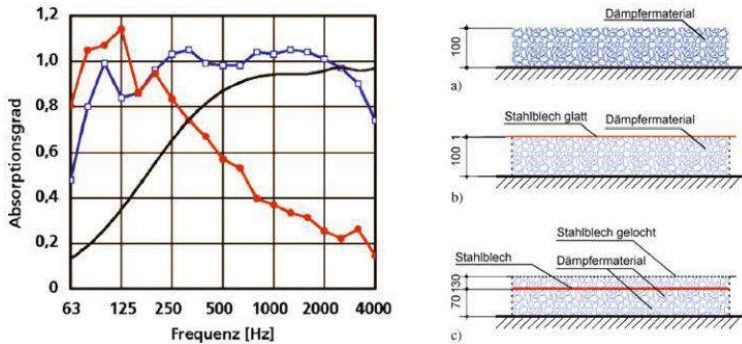 1,2
1,0
0,8
0,6
0,4
0,2
0
Absorptionsgrad
63 125 250 500 1000 2000 4000
Frequenz [Hz]
Dämpfermaterial
100
a)
Stahlblech glatt
Dämpfermaterial
1
100
b)
Stahlblech gelocht
Stahlblech
Dämpfermaterial
30
1
70
c)